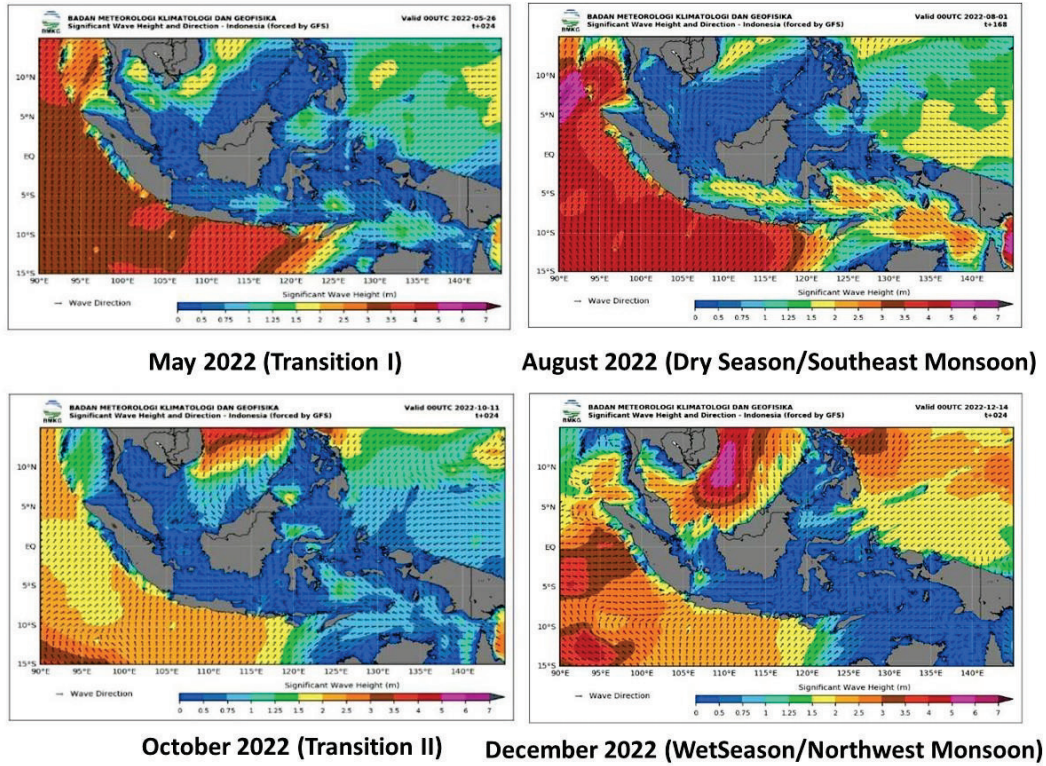 BADAN METEOROLOGI KLIMATOLOGI DAN GEOFISIKA
Significant Wave Height and Direction - Indonesia (forced by GFS)
Valid 00UTC 2022-05-26
t+024
BMKG
10°N
5°N
EQ
5°S
10°S
15°S
90°E 95°E 100°E 105°E 110°E 115°E 120°E 125°E 130°E 135°E 140°E
Significant Wave Height (m)
→ Wave Direction
0 0.5 0.75 1 1.25 1.5 2 2.5 3 3.5 4 5 6 7
May 2022 (Transition I)
BADAN METEOROLOGI KLIMATOLOGI DAN GEOFISIKA
Significant Wave Height and Direction - Indonesia (forced by GFS)
Valid 00UTC 2022-08-01
t+168
BMKG
10°N
5°N
EQ
5°S
10°S
15°S
90°E 95°E 100°E 105°E 110°E 115°E 120°E 125°E 130°E 135°E 140°E
Significant Wave Height (m)
→ Wave Direction
0 0.5 0.75 1 1.25 1.5 2 2.5 3 3.5 4 5 6 7
August 2022 (Dry Season/Southeast Monsoon)
BADAN METEOROLOGI KLIMATOLOGI DAN GEOFISIKA
Significant Wave Height and Direction - Indonesia (forced by GFS)
Valid 00UTC 2022-10-11
t+024
BMKG
10°N
5°N
EQ
5°S
10°S
15°S
90°E 95°E 100°E 105°E 110°E 115°E 120°E 125°E 130°E 135°E 140°E
Significant Wave Height (m)
→ Wave Direction
0 0.5 0.75 1 1.25 1.5 2 2.5 3 3.5 4 5 6 7
October 2022 (Transition II)
BADAN METEOROLOGI KLIMATOLOGI DAN GEOFISIKA
Significant Wave Height and Direction - Indonesia (forced by GFS)
Valid 00UTC 2022-12-14
t+024
BMKG
10°N
5°N
EQ
5°S
10°S
15°S
90°E 95°E 100°E 105°E 110°E 115°E 120°E 125°E 130°E 135°E 140°E
Significant Wave Height (m)
→ Wave Direction
0 0.5 0.75 1 1.25 1.5 2 2.5 3 3.5 4 5 6 7
December 2022 (WetSeason/Northwest Monsoon)